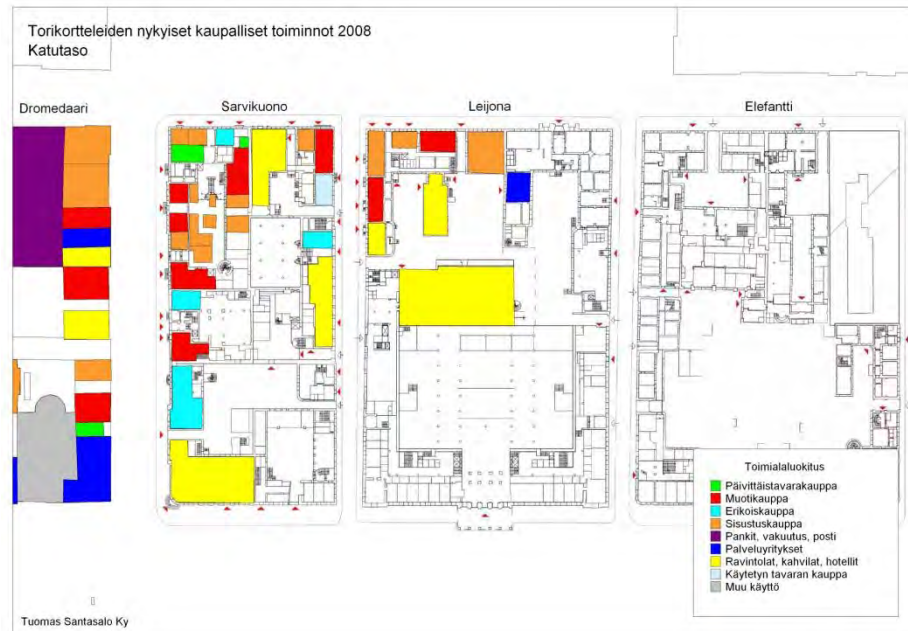 Torikortteleiden nykyiset kaupalliset toiminnot 2008
Katutaso
Dromedaari
Sarvikuono
Leijona
Elefantti
Toimialaluokitus
Päivittäistavarakauppa
Muotikauppa
Erikoiskauppa
Sisustuskauppa
Pankit, vakuutus, posti
Palveluyritykset
Ravintolat, kahvilat, hotellit
Käytetyn tavaran kauppa
Muu käyttö
Tuomas Santasalo Ky